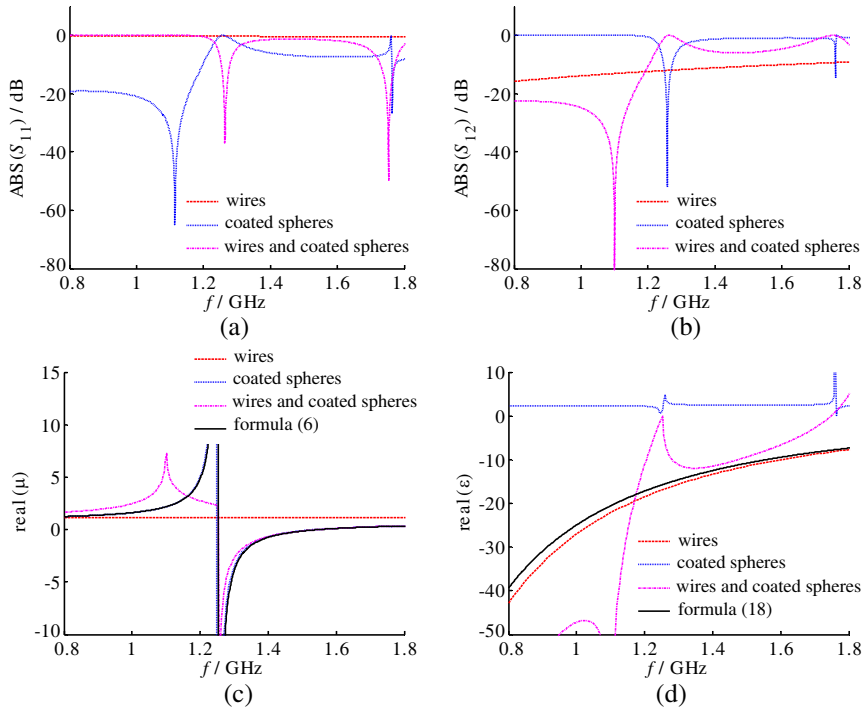 0
-20
-40
-60
-80
ABS(S11) / dB
wires
coated spheres
wires and coated spheres
0.8 1 1.2 1.4 1.6 1.8
f / GHz
(a)
0
-20
-40
-60
-80
ABS(S12) / dB
wires
coated spheres
wires and coated spheres
0.8 1 1.2 1.4 1.6 1.8
f / GHz
(b)
wires
coated spheres
wires and coated spheres
formula (6)
15
10
5
0
-5
-10
real (μ)
0.8 1 1.2 1.4 1.6 1.8
f / GHz
(c)
10
0
-10
-20
-30
-40
-50
real (ε)
wires
coated spheres
wires and coated spheres
formula (18)
0.8 1 1.2 1.4 1.6 1.8
f / GHz
(d)